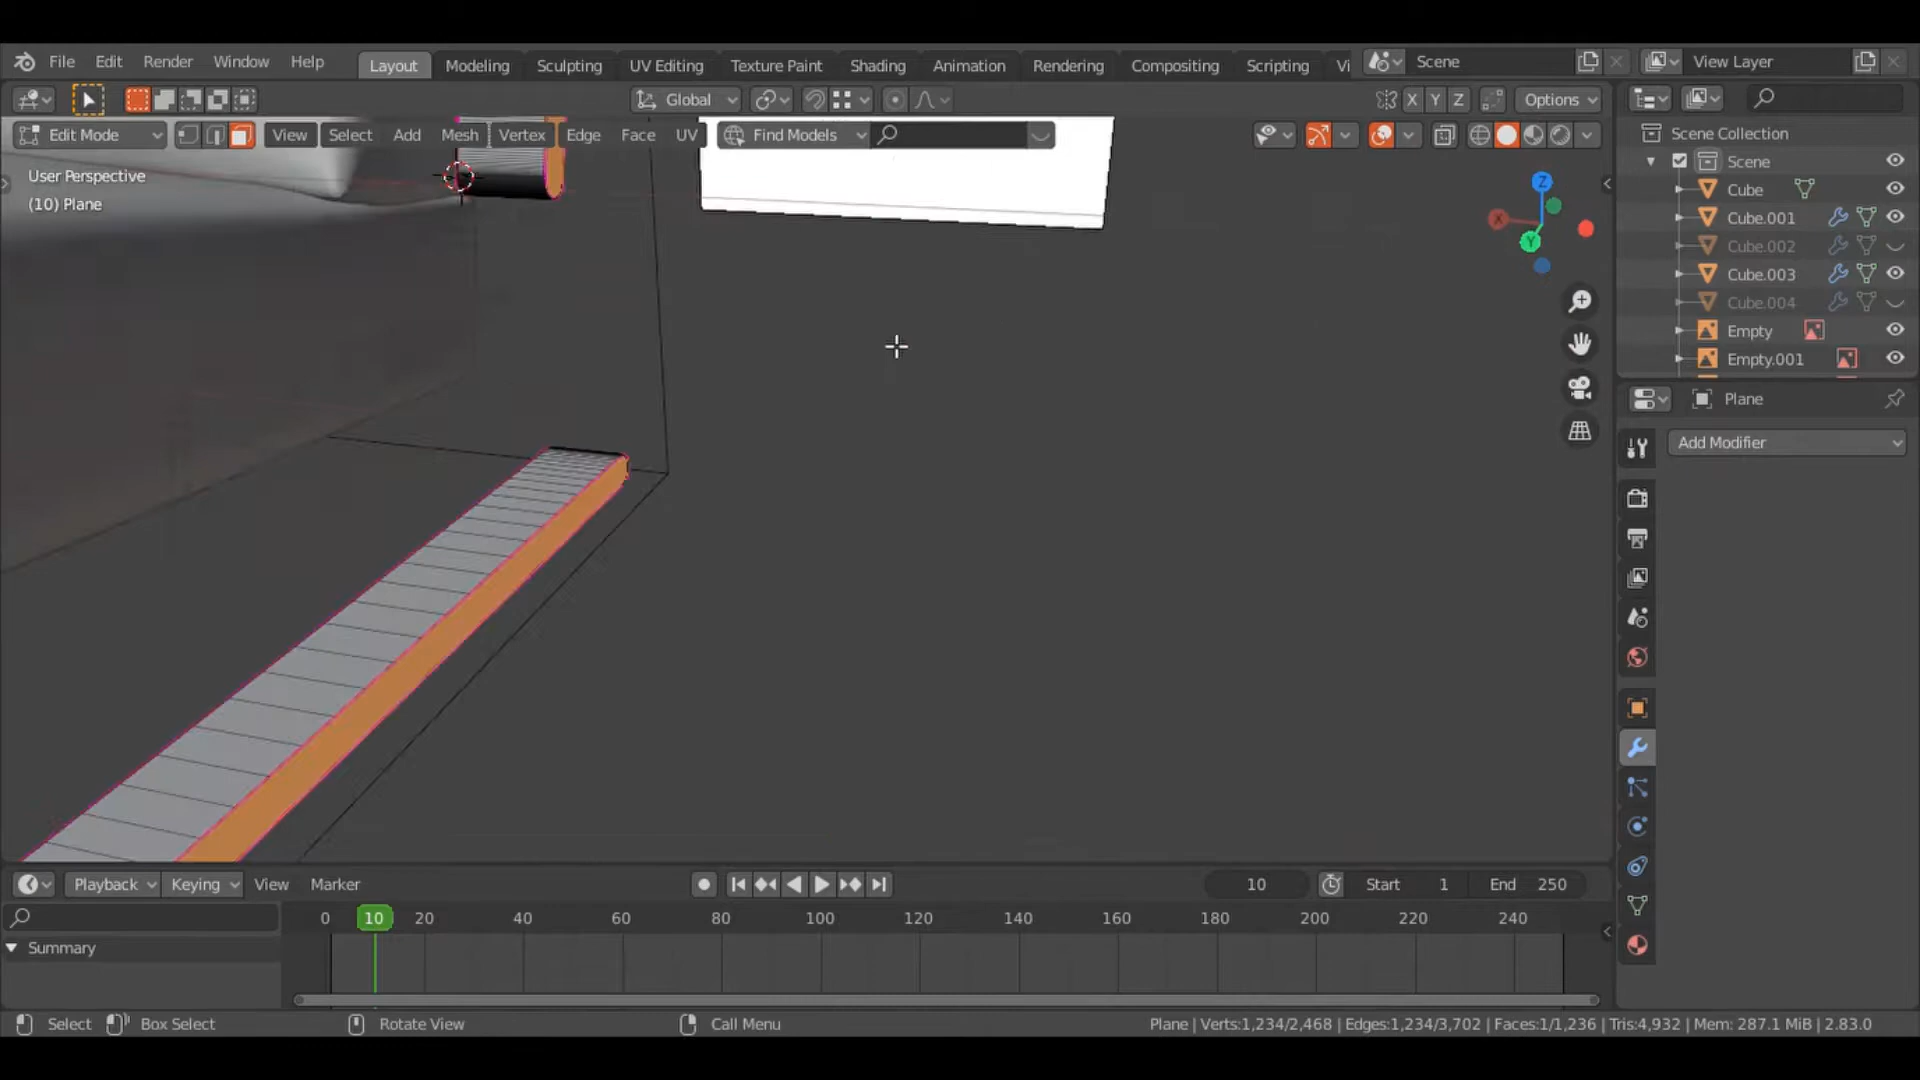 File Edit Render Window Help Layout Modeling Sculpting UV Editing Texture Paint Shading Animation Rendering Compositing Scripting Vi Scene View Layer
Global X Y Z Options
Edit Mode View Select Add Mesh Vertex Edge Face UV Find Models
Scene Collection
User Perspective
(10) Plane
Scene
Cube
Cube.001
Cube.002
Cube.003
Cube.004
Empty
Empty.001
Z
X
Y
Plane
Add Modifier
Playback Keying View Marker 10 Start 1 End 250
0 10 20 40 60 80 100 120 140 160 180 200 220 240
Summary
Select Box Select Rotate View Call Menu Plane | Verts:1,234/2,468 | Edges:1,234/3,702 | Faces:1/1,236 | Tris:4,932 | Mem: 287.1 MiB | 2.83.0